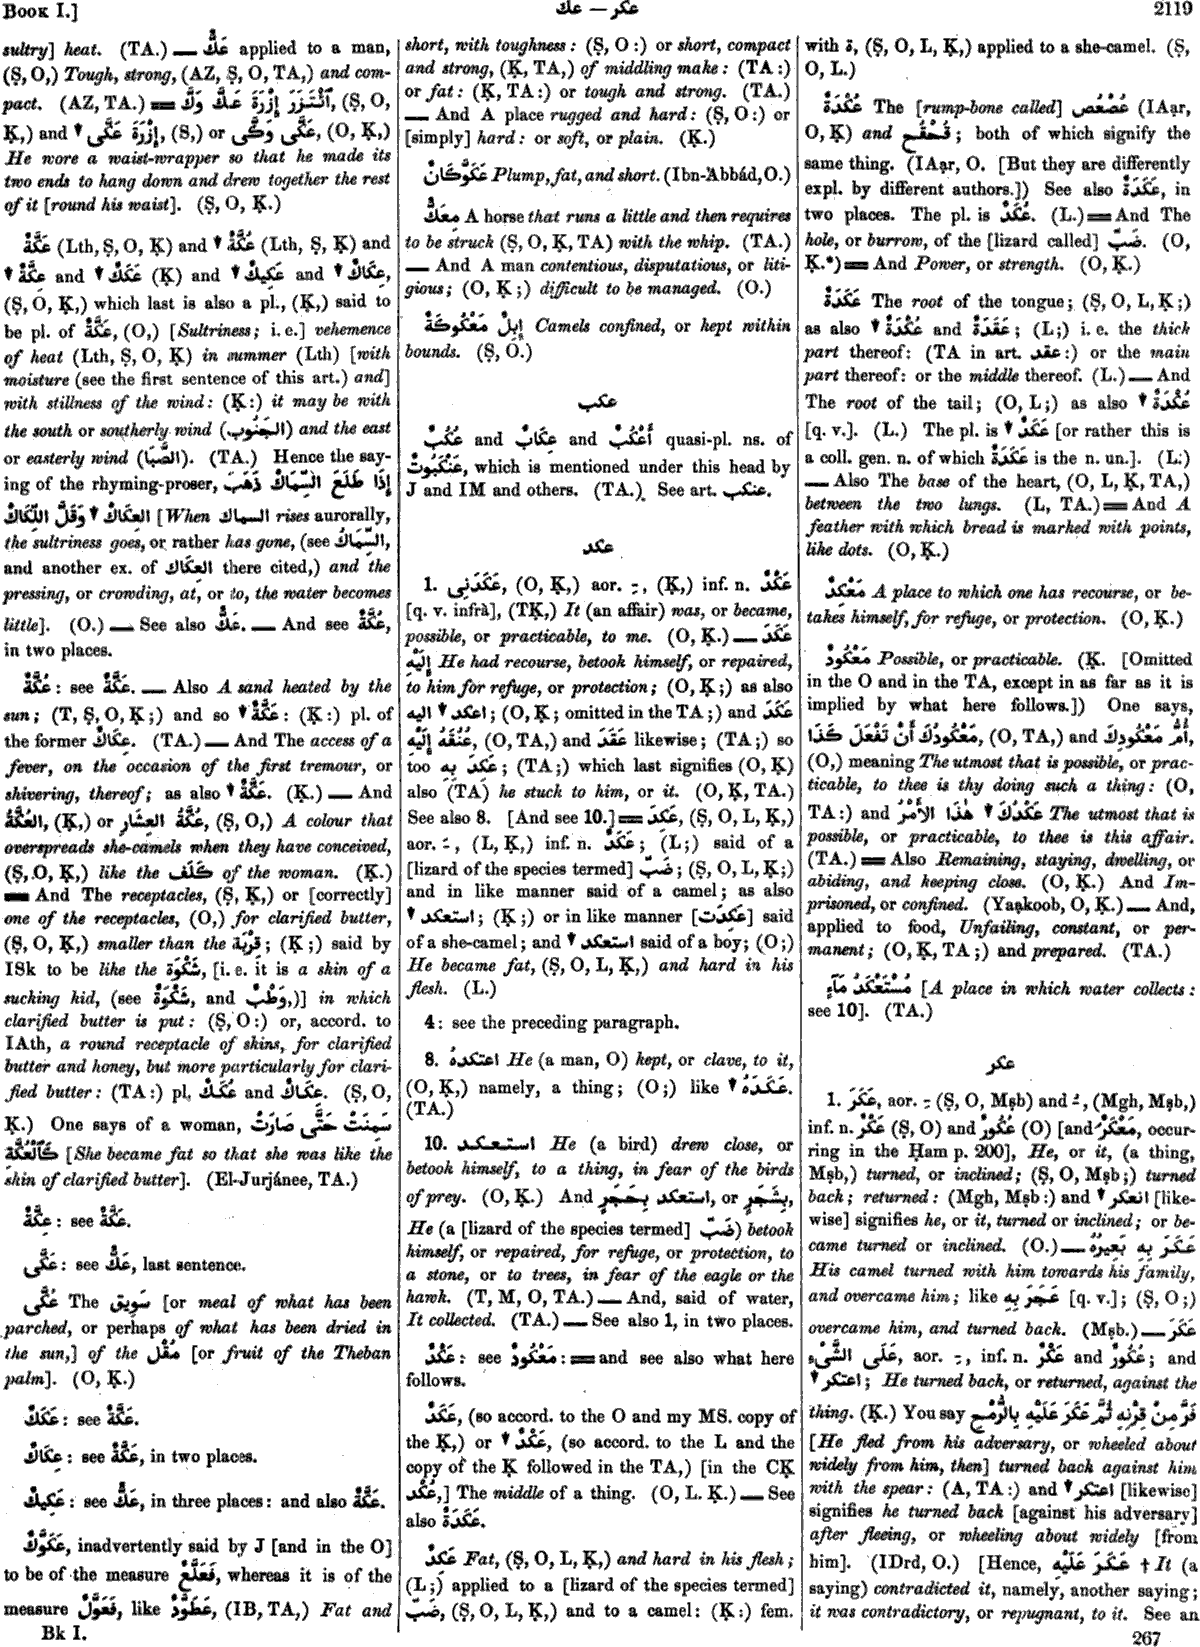 BOOK I.]
عك — عكر
2119
sultry] heat. (TA.) ــ عَكٌّ applied to a man,
(Ṣ, O,) Tough, strong, (AZ, Ṣ, O, TA,) and com-
pact. (AZ, TA.) = اِئْتَزَرَ إِزْرَةَ عَكَّ وَكَّ, (Ṣ, O,
Ḳ,) and ▼ إِزْرَةَ عَكَّى, (S,) or عَكَّى وَكَّى, (O, Ḳ,)
He wore a waist-wrapper so that he made its
two ends to hang down and drew together the rest
of it [round his waist]. (Ṣ, O, Ḳ.)
عَكَّةٌ (Lth, Ṣ, O, Ḳ) and ▼ عُكَّةٌ (Lth, Ṣ, Ḳ) and
▼ عِكَّةٌ and ▼ عَكَكٌ (Ḳ) and ▼ عَكِيكٌ and ▼ عِكَاكٌ,
(Ṣ, O, Ḳ,) which last is also a pl., (Ḳ,) said to
be pl. of عَكَّةٌ, (O,) [Sultriness; i. e.] vehemence
of heat (Lth, Ṣ, O, Ḳ) in summer (Lth) [with
moisture (see the first sentence of this art.) and]
with stillness of the wind: (Ḳ:) it may be with
the south or southerly wind (الجَنُوب) and the east
or easterly wind (الصَّبَا). (TA.) Hence the say-
ing of the rhyming-proser, إِذَا طَلَعَ السِّمَاكُ ذَهَبَ
العِكَاكُ ▼ وَقَلَّ اللِّكَاكُ [When السماك rises aurorally,
the sultriness goes, or rather has gone, (see السِّمَاكُ,
and another ex. of العِكَاكُ there cited,) and the
pressing, or crowding, at, or to, the water becomes
little]. (O.) ــ See also عَكٌّ. ــ And see عُكَّةٌ,
in two places.
عُكَّةٌ: see عَكَّةٌ. ــ Also A sand heated by the
sun; (T, Ṣ, O, Ḳ;) and so ▼ عَكَّةٌ: (Ḳ:) pl. of
the former عِكَاكٌ. (TA.) ــ And The access of a
fever, on the occasion of the first tremour, or
shivering, thereof; as also ▼ عَكَّةٌ. (Ḳ.) ــ And
العُكَّةُ, (Ḳ,) or عُكَّةُ العِشَارِ, (Ṣ, O,) A colour that
overspreads she-camels when they have conceived,
(Ṣ, O, Ḳ,) like the كَلَف of the woman. (Ḳ.)
= And The receptacles, (Ṣ, Ḳ,) or [correctly]
one of the receptacles, (O,) for clarified butter,
(Ṣ, O, Ḳ,) smaller than the قِرْبَة; (Ḳ;) said by
ISk to be like the شَكْوَة, [i. e. it is a skin of a
sucking kid, (see شَكْوَةٌ, and وَطْبٌ,)] in which
clarified butter is put: (Ṣ, O:) or, accord. to
IAth, a round receptacle of skins, for clarified
butter and honey, but more particularly for clari-
fied butter: (TA:) pl. عُكَكٌ and عِكَاكٌ. (Ṣ, O,
Ḳ.) One says of a woman, سَمِنَتْ حَتَّى صَارَتْ
كَٱلْعُكَّةِ [She became fat so that she was like the
skin of clarified butter]. (El-Jurjánee, TA.)
عِكَّةٌ: see عَكَّةٌ.
عَكَّى: see عَكٌّ, last sentence.
عُكَّى The سَوِيق [or meal of what has been
parched, or perhaps of what has been dried in
the sun,] of the مُقْل [or fruit of the Theban
palm]. (O, Ḳ.)
عَكَكٌ: see عَكَّةٌ.
عِكَاكٌ: see عَكَّةٌ, in two places.
عَكِيكٌ: see عَكٌّ, in three places: and also عَكَّةٌ.
عَكَوَّكٌ, inadvertently said by J [and in the O]
to be of the measure فَعَلَّعٌ, whereas it is of the
measure فَعَوَّلٌ, like عَطَوَّدٌ, (IB, TA,) Fat and
Bk I.
short, with toughness: (Ṣ, O:) or short, compact
and strong, (Ḳ, TA,) of middling make: (TA:)
or fat: (Ḳ, TA:) or tough and strong. (TA.)
ــ And A place rugged and hard: (Ṣ, O:) or
[simply] hard: or soft, or plain. (Ḳ.)
عَكَوَّكَانٌ Plump, fat, and short. (Ibn-'Abbád, O.)
مِعَكٌّ A horse that runs a little and then requires
to be struck (Ṣ, O, Ḳ, TA) with the whip. (TA.)
ــ And A man contentious, disputatious, or liti-
gious; (O, Ḳ;) difficult to be managed. (O.)
إِبِلٌ مَعْكُوكَةٌ Camels confined, or kept within
bounds. (Ṣ, O.)
عكب
عُكُبٌ and عِكَابٌ and أَعْكُبٌ quasi-pl. ns. of
عَنْكَبُوتٌ, which is mentioned under this head by
J and IM and others. (TA.) See art. عنكب.
عكد
1. عَكَدَنِى, (O, Ḳ,) aor. ـِ, (Ḳ,) inf. n. عَكْدٌ
[q. v. infrà], (TḲ,) It (an affair) was, or became,
possible, or practicable, to me. (O, Ḳ.) ــ عَكَدَ
إِلَيْهِ He had recourse, betook himself, or repaired,
to him for refuge, or protection; (O, Ḳ;) as also
▼ اعكد اليه; (O, Ḳ; omitted in the TA;) and عَكَدَ
عُنُقَهُ إِلَيْهِ, (O, TA,) and عَقَدَ likewise; (TA;) so
too عَكَدَ بِهِ; (TA;) which last signifies (O, Ḳ)
also (TA) he stuck to him, or it. (O, Ḳ, TA.)
See also 8. [And see 10.] = عَكِدَ, (Ṣ, O, L, Ḳ,)
aor. ـَ, (L, Ḳ,) inf. n. عَكَدٌ; (L;) said of a
[lizard of the species termed] ضَبّ; (Ṣ, O, L, Ḳ;)
and in like manner said of a camel; as also
▼ استعكد; (Ḳ;) or in like manner [عَكِدَت] said
of a she-camel; and ▼ استعكد said of a boy; (O;)
He became fat, (Ṣ, O, L, Ḳ,) and hard in his
flesh. (L.)
4: see the preceding paragraph.
8. اعتكدهُ He (a man, O) kept, or clave, to it,
(O, Ḳ,) namely, a thing; (O;) like ▼ عَكَدَهُ.
(TA.)
10. استعكد He (a bird) drew close, or
betook himself, to a thing, in fear of the birds
of prey. (O, Ḳ.) And استعكد بِحَجَرٍ, or بِشَجَرٍ,
He (a [lizard of the species termed] ضَبّ) betook
himself, or repaired, for refuge, or protection, to
a stone, or to trees, in fear of the eagle or the
hawk. (T, M, O, TA.) ــ And, said of water,
It collected. (TA.) ــ See also 1, in two places.
عَكْدٌ: see مَعْكُودٌ: = and see also what here
follows.
عَكَدٌ, (so accord. to the O and my MS. copy of
the Ḳ,) or ▼ عَكْدٌ, (so accord. to the L and the
copy of the Ḳ followed in the TA,) [in the CḲ
عُكْد,] The middle of a thing. (O, L. Ḳ.) ــ See
also عَكَدَةٌ.
عَكِدٌ Fat, (Ṣ, O, L, Ḳ,) and hard in his flesh;
(L;) applied to a [lizard of the species termed]
ضَبّ, (Ṣ, O, L, Ḳ,) and to a camel: (Ḳ:) fem.
with ة, (Ṣ, O, L, Ḳ,) applied to a she-camel. (Ṣ,
O, L.)
عُكْدَةٌ The [rump-bone called] عُصْعُص (IAạr,
O, Ḳ) and قُحْقُح; both of which signify the
same thing. (IAạr, O. [But they are differently
expl. by different authors.]) See also عَكَدَةٌ, in
two places. The pl. is عُكَدٌ. (L.) = And The
hole, or burrow, of the [lizard called] ضَبّ. (O,
Ḳ.*) = And Power, or strength. (O, Ḳ.)
عَكَدَةٌ The root of the tongue; (Ṣ, O, L, Ḳ;)
as also ▼ عُكْدَةٌ and عَقَدَةٌ; (L;) i. e. the thick
part thereof: (TA in art. عقد:) or the main
part thereof: or the middle thereof. (L.) ــ And
The root of the tail; (O, L;) as also ▼ عُكْدَةٌ
[q. v.]. (L.) The pl. is ▼ عَكَدٌ [or rather this is
a coll. gen. n. of which عَكَدَةٌ is the n. un.]. (L.)
ــ Also The base of the heart, (O, L, Ḳ, TA,)
between the two lungs. (L, TA.) = And A
feather with which bread is marked with points,
like dots. (O, Ḳ.)
مَعْكِدٌ A place to which one has recourse, or be-
takes himself, for refuge, or protection. (O, Ḳ.)
مَعْكُودٌ Possible, or practicable. (Ḳ. [Omitted
in the O and in the TA, except in as far as it is
implied by what here follows.]) One says,
مَعْكُودُكَ أَنْ تَفْعَلَ كَذَا, (O, TA,) and أُمُّ مَعْكُودِكَ,
(O,) meaning The utmost that is possible, or prac-
ticable, to thee is thy doing such a thing: (O,
TA:) and عَكْدُكَ ▼ هٰذَا الأَمْرُ The utmost that is
possible, or practicable, to thee is this affair.
(TA.) = Also Remaining, staying, dwelling, or
abiding, and keeping close. (O, Ḳ.) And Im-
prisoned, or confined. (Yaạkoob, O, Ḳ.) ــ And,
applied to food, Unfailing, constant, or per-
manent; (O, Ḳ, TA;) and prepared. (TA.)
مُسْتَعْكَدُ مَآءٍ [A place in which water collects:
see 10]. (TA.)
عكر
1. عَكَرَ, aor. ـِ (Ṣ, O, Mṣb) and ـُ, (Mgh, Mṣb,)
inf. n. عَكْرٌ (Ṣ, O) and عُكُورٌ (O) [and مَعْكَرٌ, occur-
ring in the Ḥam p. 200], He, or it, (a thing,
Mṣb,) turned, or inclined; (Ṣ, O, Mṣb;) turned
back; returned: (Mgh, Mṣb:) and ▼ انعكر [like-
wise] signifies he, or it, turned or inclined; or be-
came turned or inclined. (O.) ــ عَكَرَ بِهِ بَعِيرُهُ
His camel turned with him towards his family,
and overcame him; like عَجَرَ بِهِ [q. v.]; (Ṣ, O;)
overcame him, and turned back. (Mṣb.) ــ عَكَرَ
عَلَى الشَّىْءِ, aor. ـِ, inf. n. عَكْرٌ and عُكُورٌ; and
▼ اعتكر; He turned back, or returned, against the
thing. (Ḳ.) You say فَرَّ مِنْ قِرْنِهِ ثُمَّ عَكَرَ عَلَيْهِ بِالرُّمْحِ
[He fled from his adversary, or wheeled about
widely from him, then] turned back against him
with the spear: (A, TA:) and ▼ اعتكر [likewise]
signifies he turned back [against his adversary]
after fleeing, or wheeling about widely [from
him]. (IDrd, O.) [Hence, عَكَرَ عَلَيْهِ † It (a
saying) contradicted it, namely, another saying;
it was contradictory, or repugnant, to it. See an
267